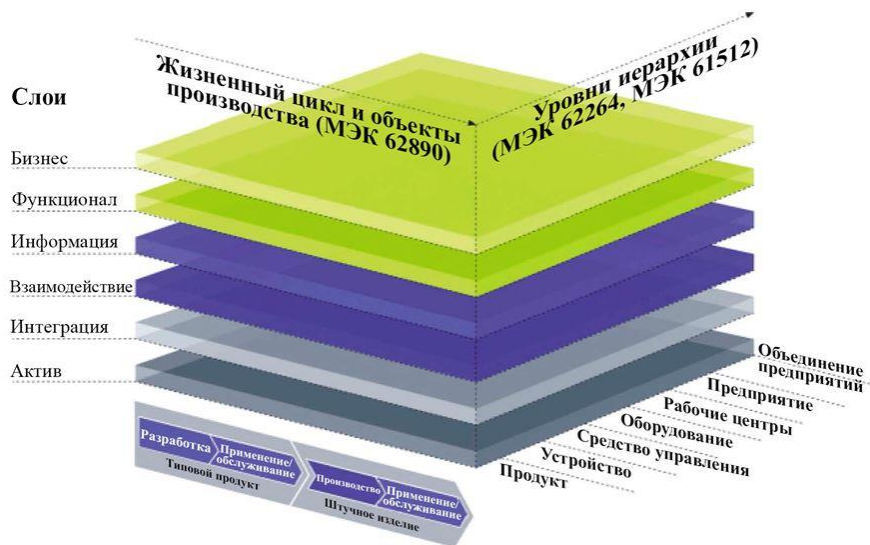 Жизненный цикл и объекты
производства (МЭК 62890)
Уровни иерархии
(МЭК 62264, МЭК 61512)
Слои
Бизнес
Функционал
Информация
Взаимодействие
Интеграция
Актив
Объединение
предприятий
Предприятие
Рабочие центры
Оборудование
Средство управления
Устройство
Продукт
Разработка
Применение/
обслуживание
Типовой продукт
Производство
Применение/
обслуживание
Штучное изделие